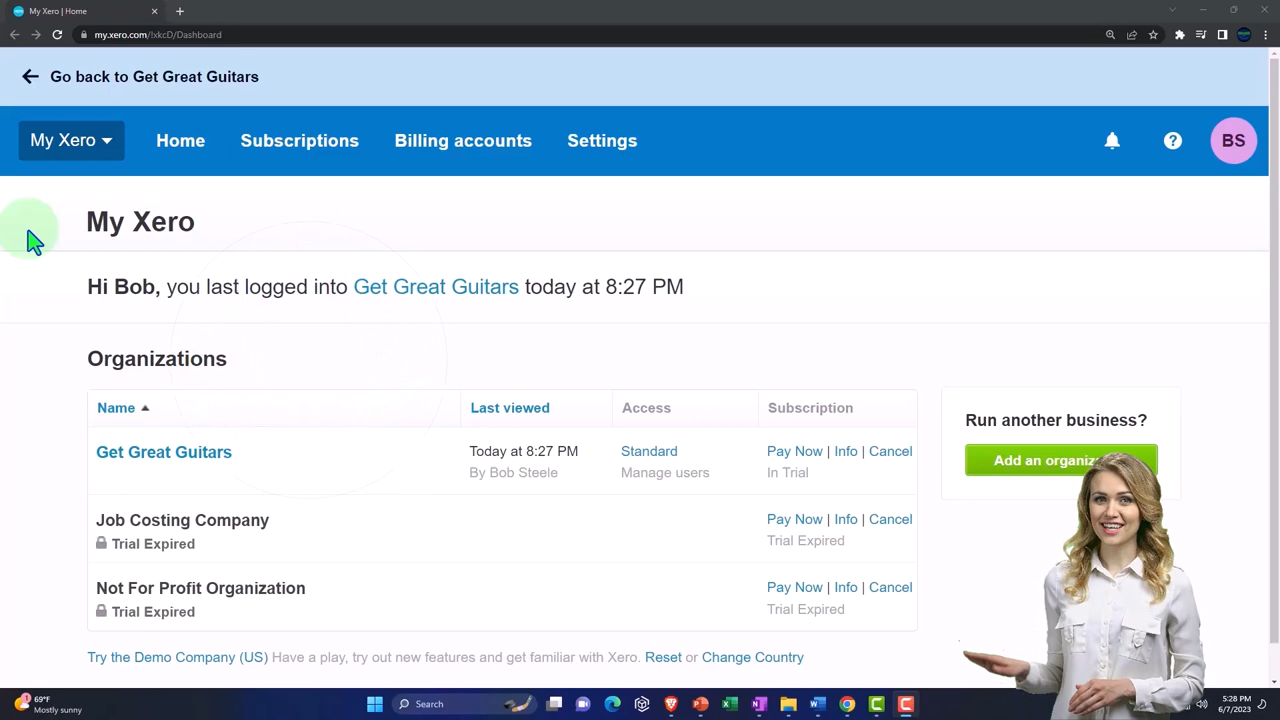 My Xero | Home
my.xero.com/!xkcD/Dashboard
Go back to Get Great Guitars
My Xero Home Subscriptions Billing accounts Settings BS
My Xero
Hi Bob, you last logged into Get Great Guitars today at 8:27 PM
Organizations
Name Last viewed Access Subscription
Get Great Guitars Today at 8:27 PM Standard Pay Now | Info | Cancel
By Bob Steele Manage users In Trial
Job Costing Company Pay Now | Info | Cancel
Trial Expired Trial Expired
Not For Profit Organization Pay Now | Info | Cancel
Trial Expired Trial Expired
Run another business?
Add an
Try the Demo Company (US) Have a play, try out new features and get familiar with Xero. Reset or Change Country
1 69°F
Mostly sunny
Search
5:28 PM
6/7/2023